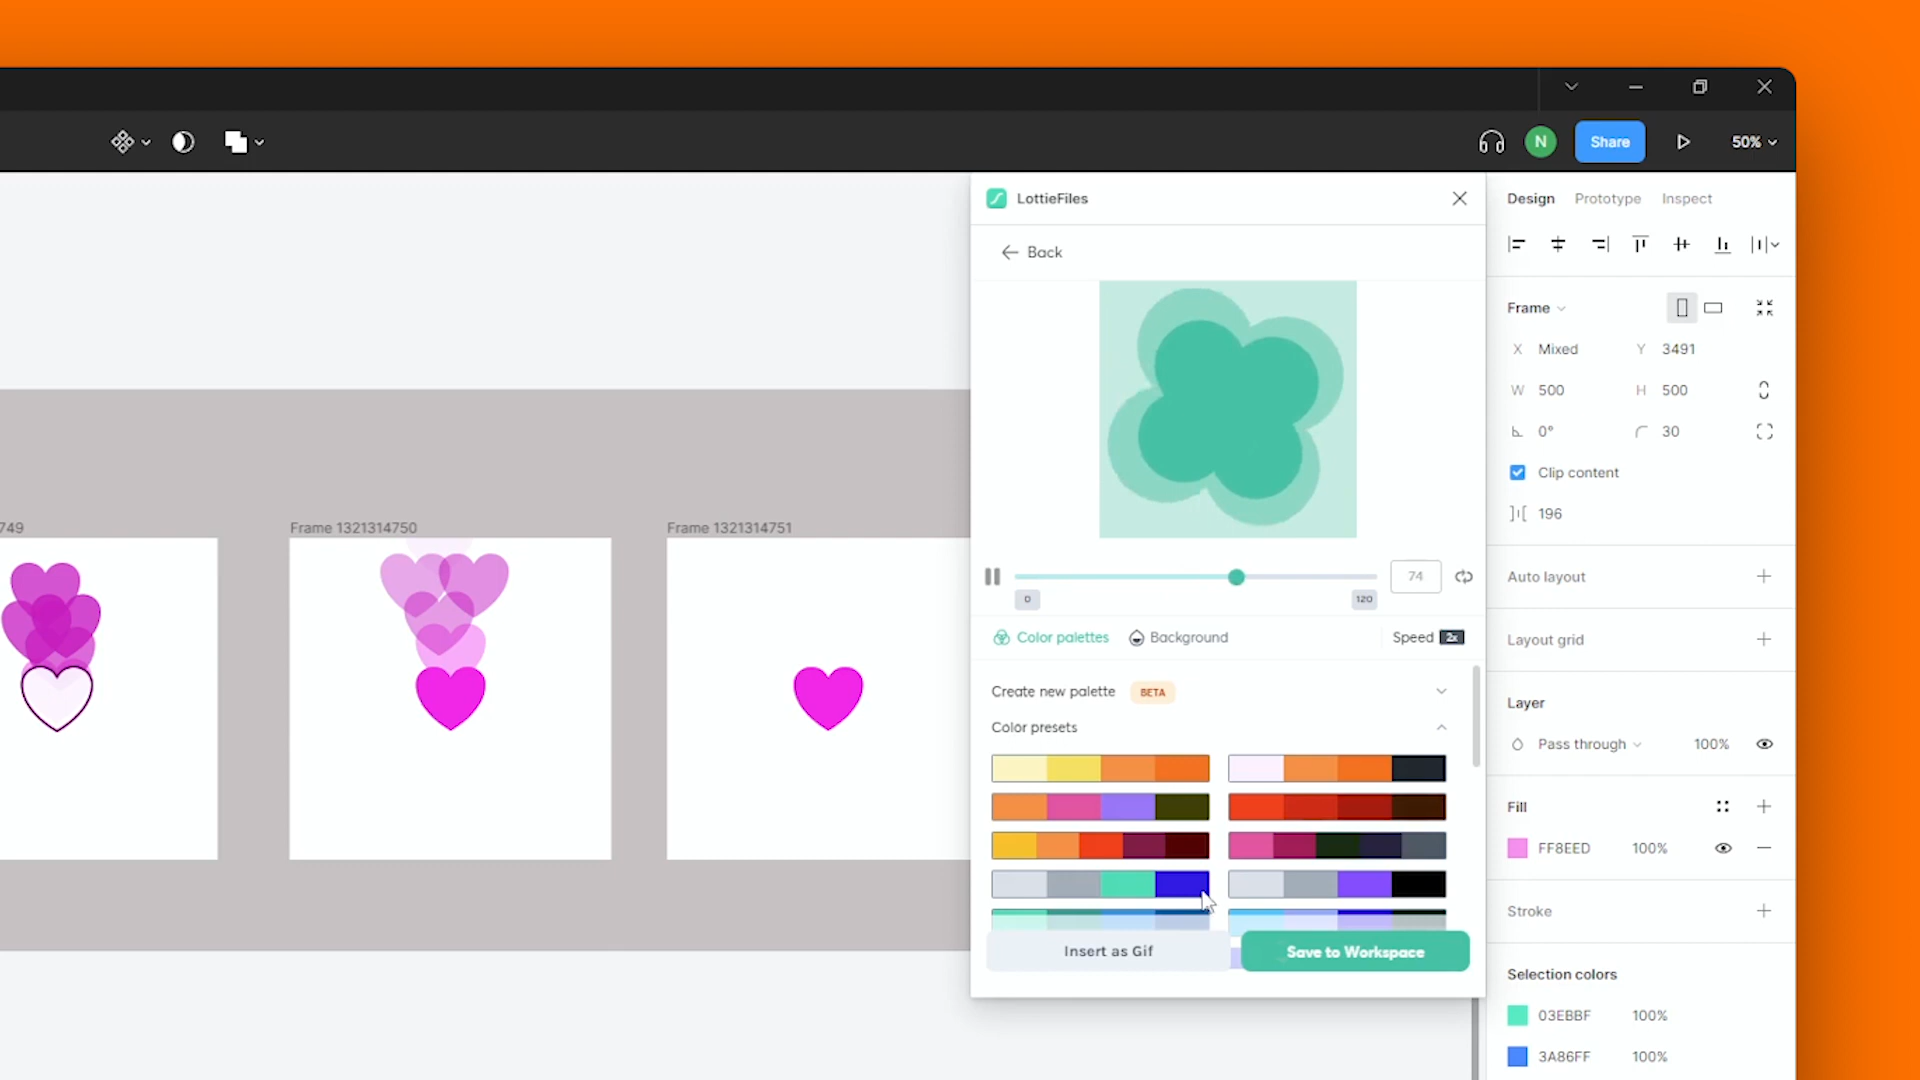 N
Share
50%
LottieFiles
Back
Design Prototype Inspect
Frame
X Mixed Y 3491
W 500 H 500
0° 30
Clip content
196
749
Frame 1321314750
Frame 1321314751
74
0
120
Auto layout
Color palettes
Background
Speed 2x
Layout grid
Create new palette BETA
Color presets
Layer
Pass through 100%
Fill
FF8EED 100%
Stroke
Insert as Gif
Save to Workspace
Selection colors
03EBBF 100%
3A86FF 100%